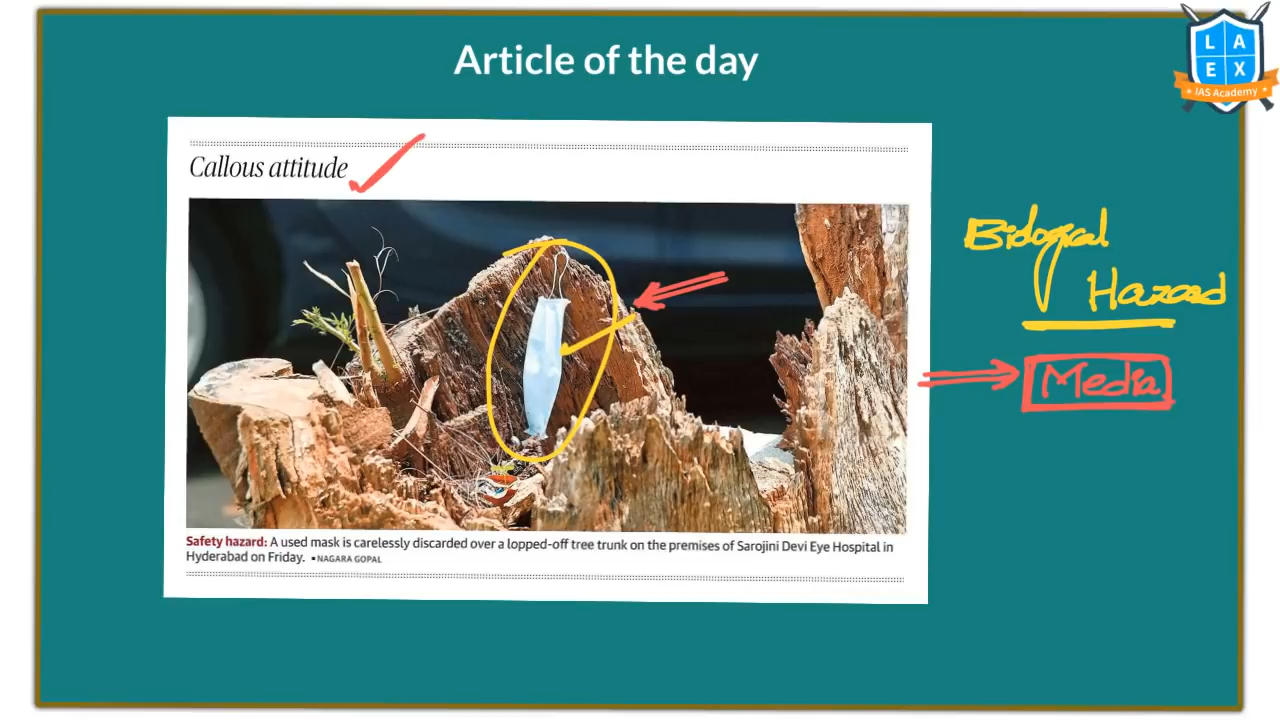 Article of the day
L A
E X
IAS Academy
Callous attitude
Biological
Hazard
Media
Safety hazard: A used mask is carelessly discarded over a lopped-off tree trunk on the premises of Sarojini Devi Eye Hospital in
Hyderabad on Friday. ▪ NAGARA GOPAL